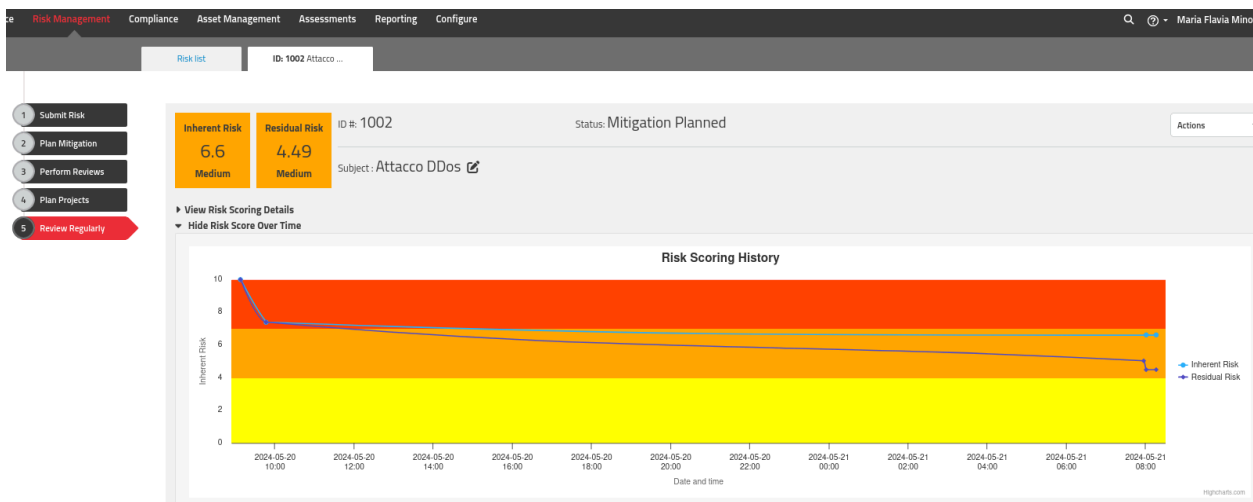 ce Risk Management Compliance Asset Management Assessments Reporting Configure Maria Flavia Mino
Risk list ID: 1002 Attacco ...
1 Submit Risk
2 Plan Mitigation
3 Perform Reviews
4 Plan Projects
5 Review Regularly
Inherent Risk
6.6
Medium
Residual Risk
4.49
Medium
ID #: 1002
Status: Mitigation Planned
Actions
Subject : Attacco DDos
View Risk Scoring Details
Hide Risk Score Over Time
Risk Scoring History
Inherent Risk
10
8
6
4
2
0
2024-05-20 2024-05-20 2024-05-20 2024-05-20 2024-05-20 2024-05-20 2024-05-20 2024-05-21 2024-05-21 2024-05-21 2024-05-21 2024-05-21
10:00 12:00 14:00 16:00 18:00 20:00 22:00 00:00 02:00 04:00 06:00 08:00
Date and time
Inherent Risk
Residual Risk
Highcharts.com